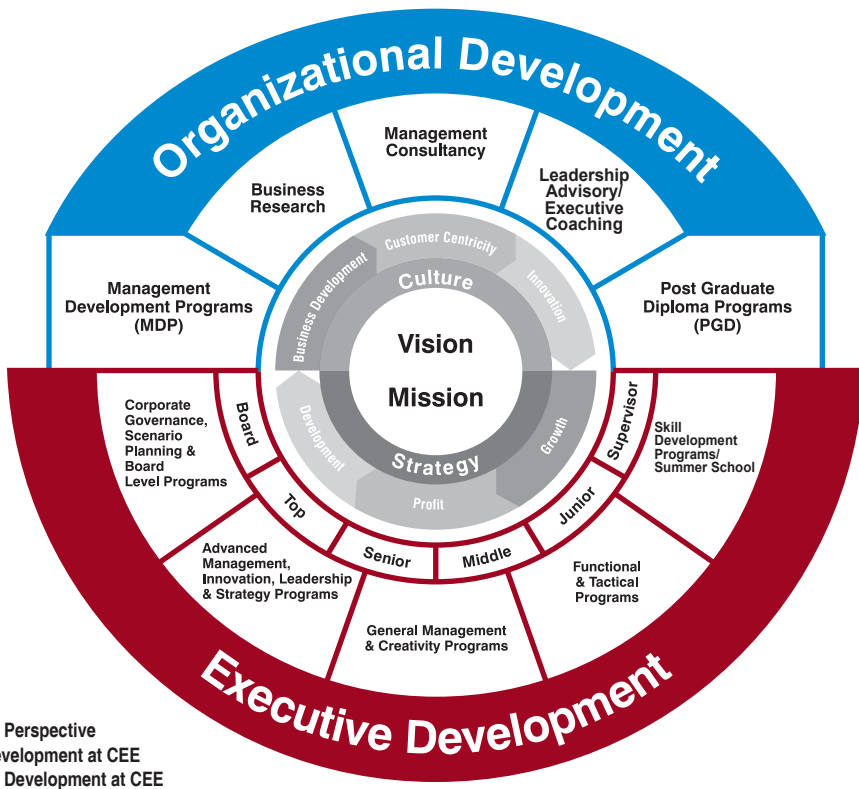 Organizational Development
Management
Consultancy
Business
Research
Leadership
Advisory/
Executive
Coaching
Management
Development Programs
(MDP)
Post Graduate
Diploma Programs
(PGD)
Business Development
Customer Centricity
Innovation
Culture
Vision
Mission
Strategy
Development
Profit
Growth
Board
Top
Senior
Middle
Junior
Supervisor
Corporate
Governance,
Scenario
Planning &
Board
Level Programs
Advanced
Management,
Innovation, Leadership
& Strategy Programs
General Management
& Creativity Programs
Functional
& Tactical
Programs
Skill
Development
Programs/
Summer School
Executive Development
Perspective
at CEE
Development at CEE